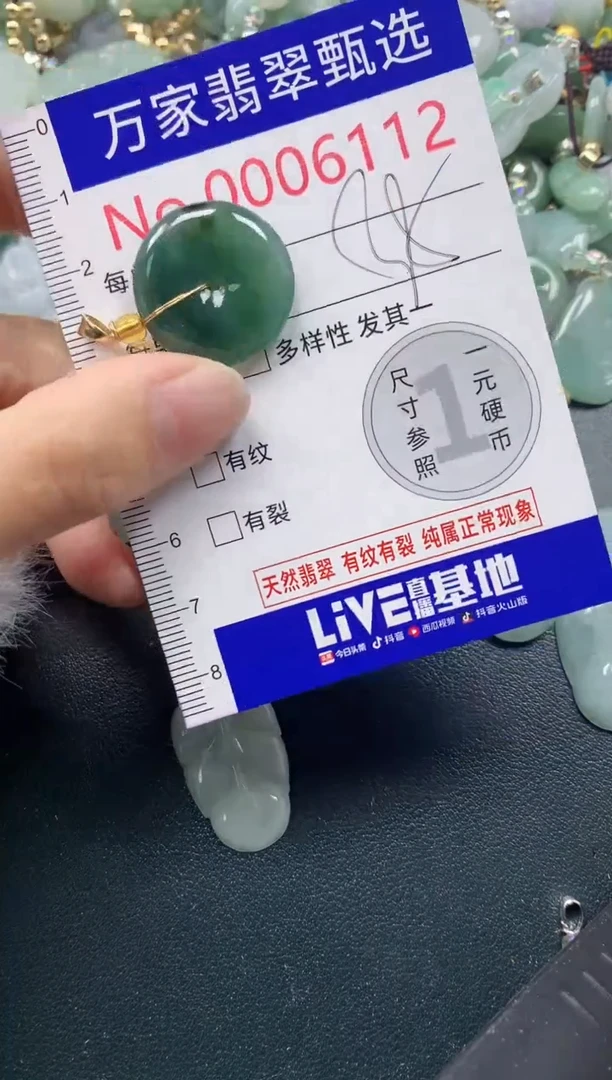 万家翡翠甄选
No 0006112
每
多样性 发其一
尺寸参照
1
一元硬币
有纹
有裂
天然翡翠 有纹有裂 纯属正常现象
LIVE直播基地
今日头条 抖音 西瓜视频 抖音火山版
0
1
2
6
7
8